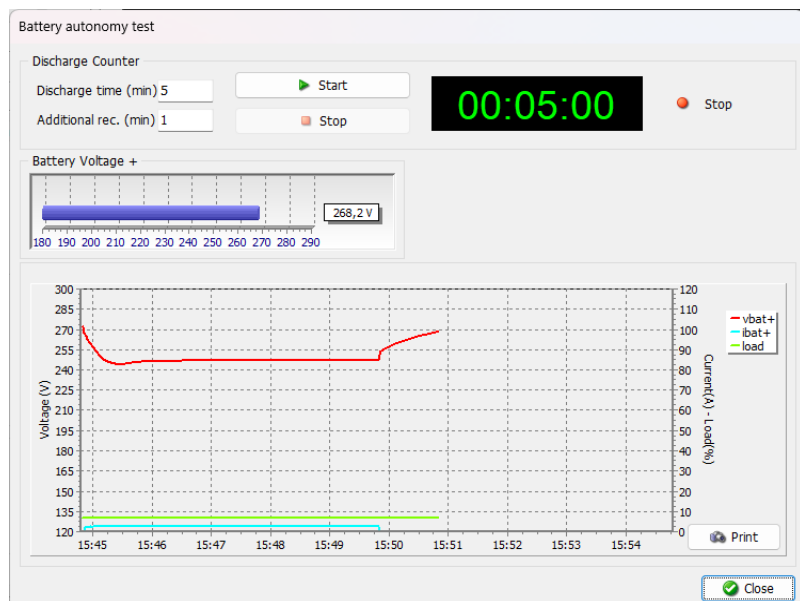 Battery autonomy test
Discharge Counter
Discharge time (min) 5
Start
00:05:00
Stop
Additional rec. (min) 1
Stop
Battery Voltage +
268,2 V
180 190 200 210 220 230 240 250 260 270 280 290
300
285
270
255
240
225
210
195
180
165
150
135
120
Voltage (V)
120
110
100
90
80
70
60
50
40
30
20
10
0
Current(A) - Load(%)
vbat+
ibat+
load
15:45 15:46 15:47 15:48 15:49 15:50 15:51 15:52 15:53 15:54
Print
Close